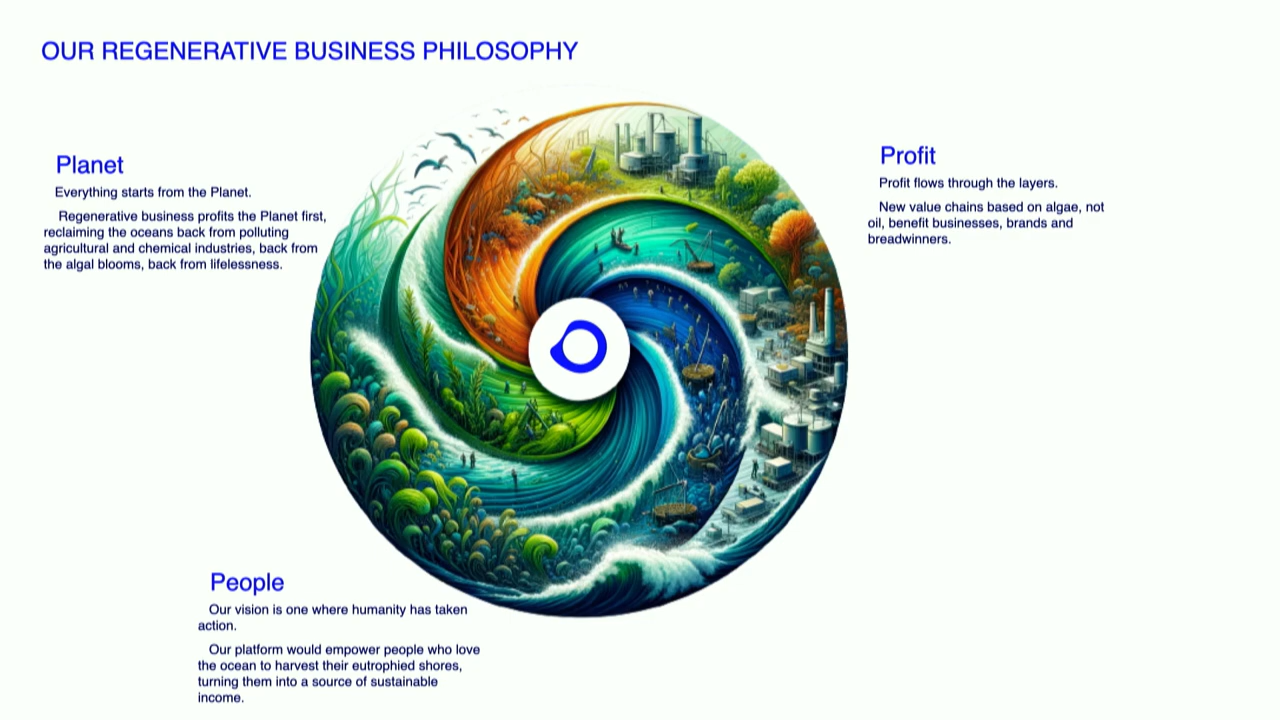 OUR REGENERATIVE BUSINESS PHILOSOPHY
Planet
Everything starts from the Planet.
Regenerative business profits the Planet first,
reclaiming the oceans back from polluting
agricultural and chemical industries, back from
the algal blooms, back from lifelessness.
Profit
Profit flows through the layers.
New value chains based on algae, not
oil, benefit businesses, brands and
breadwinners.
People
Our vision is one where humanity has taken
action.
Our platform would empower people who love
the ocean to harvest their eutrophied shores,
turning them into a source of sustainable
income.